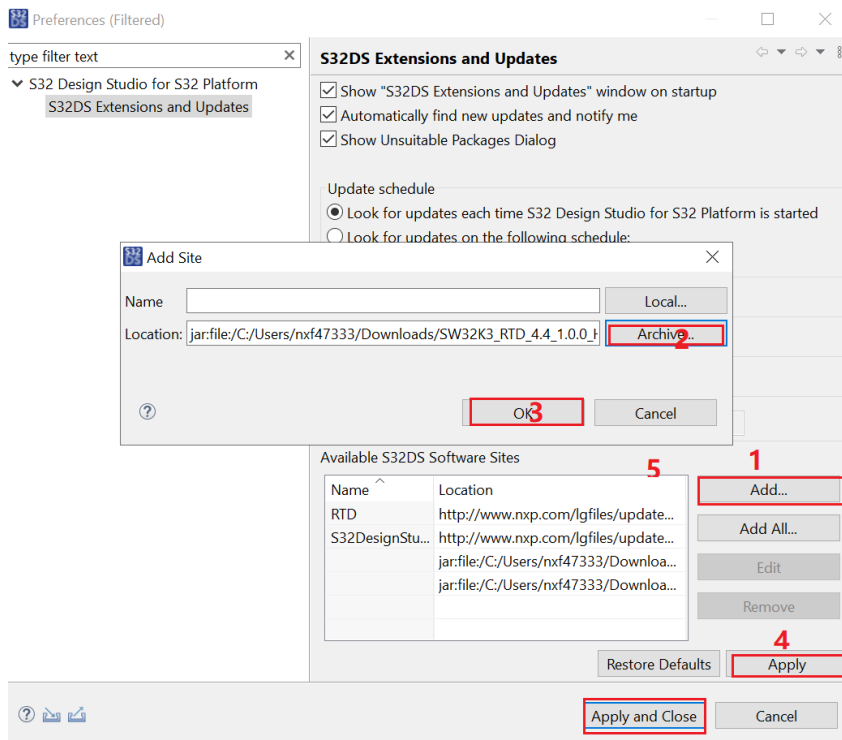 Preferences (Filtered)
type filter text
S32 Design Studio for S32 Platform
S32DS Extensions and Updates
S32DS Extensions and Updates
Show "S32DS Extensions and Updates" window on startup
Automatically find new updates and notify me
Show Unsuitable Packages Dialog
Update schedule
Look for updates each time S32 Design Studio for S32 Platform is started
Look for updates on the following schedule:
S32 DS Add Site
Name Local...
Location: jar:file:/C:/Users/nxf47333/Downloads/SW32K3_RTD_4.4_1.0.0_H Archive...
2
OK Cancel
3
Available S32DS Software Sites
5 1
Name Location Add...
RTD http://www.nxp.com/lgfiles/update...
S32DesignStu... http://www.nxp.com/lgfiles/update... Add All...
jar:file:/C:/Users/nxf47333/Downloa...
jar:file:/C:/Users/nxf47333/Downloa... Edit
Remove
4
Restore Defaults Apply
Apply and Close Cancel